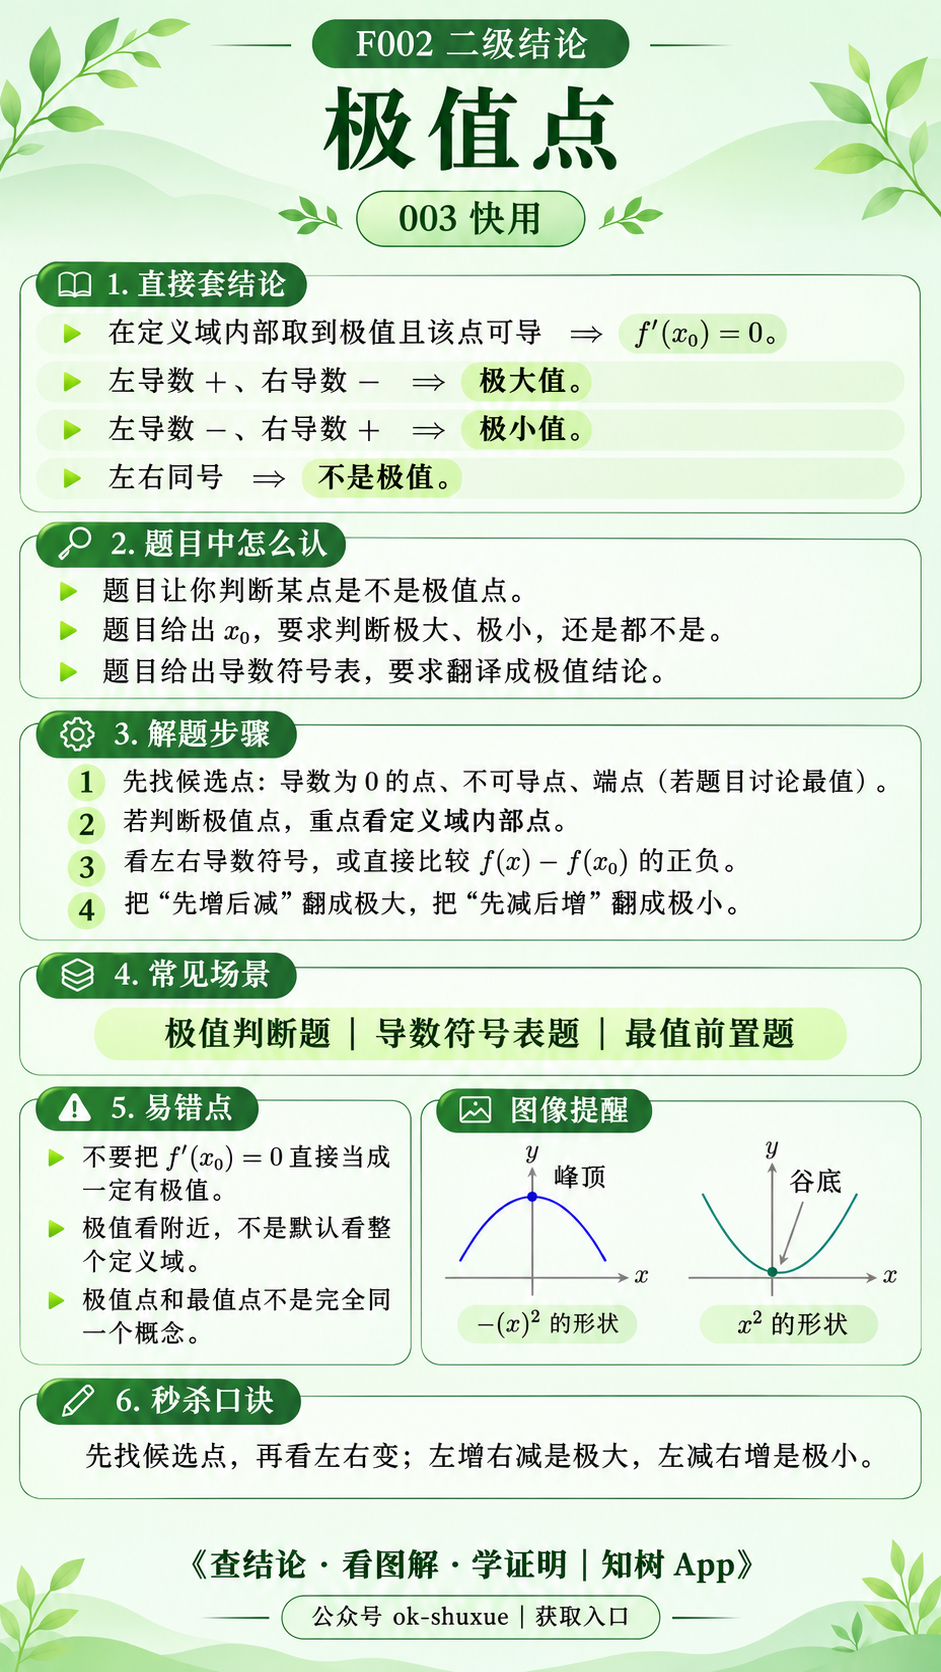 F002 二级结论
极值点
003 快用
1. 直接套结论
在定义域内部取到极值且该点可导 ⟹ f′(x₀) = 0。
左导数 +、右导数 − ⟹ 极大值。
左导数 −、右导数 + ⟹ 极小值。
左右同号 ⟹ 不是极值。
2. 题目中怎么认
题目让你判断某点是不是极值点。
题目给出 x₀，要求判断极大、极小，还是都不是。
题目给出导数符号表，要求翻译成极值结论。
3. 解题步骤
1 先找候选点：导数为 0 的点、不可导点、端点（若题目讨论最值）。
2 若判断极值点，重点看定义域内部点。
3 看左右导数符号，或直接比较 f(x) − f(x₀) 的正负。
4 把“先增后减”翻成极大，把“先减后增”翻成极小。
4. 常见场景
极值判断题 | 导数符号表题 | 最值前置题
5. 易错点
不要把 f′(x₀) = 0 直接当成
一定有极值。
极值看附近，不是默认看整
个定义域。
极值点和最值点不是完全同
一个概念。
图像提醒
y
峰顶
x
−(x)² 的形状
y
谷底
x
x² 的形状
6. 秒杀口诀
先找候选点，再看左右变；左增右减是极大，左减右增是极小。
《查结论 · 看图解 · 学证明 | 知树 App》
公众号 ok-shuxue | 获取入口